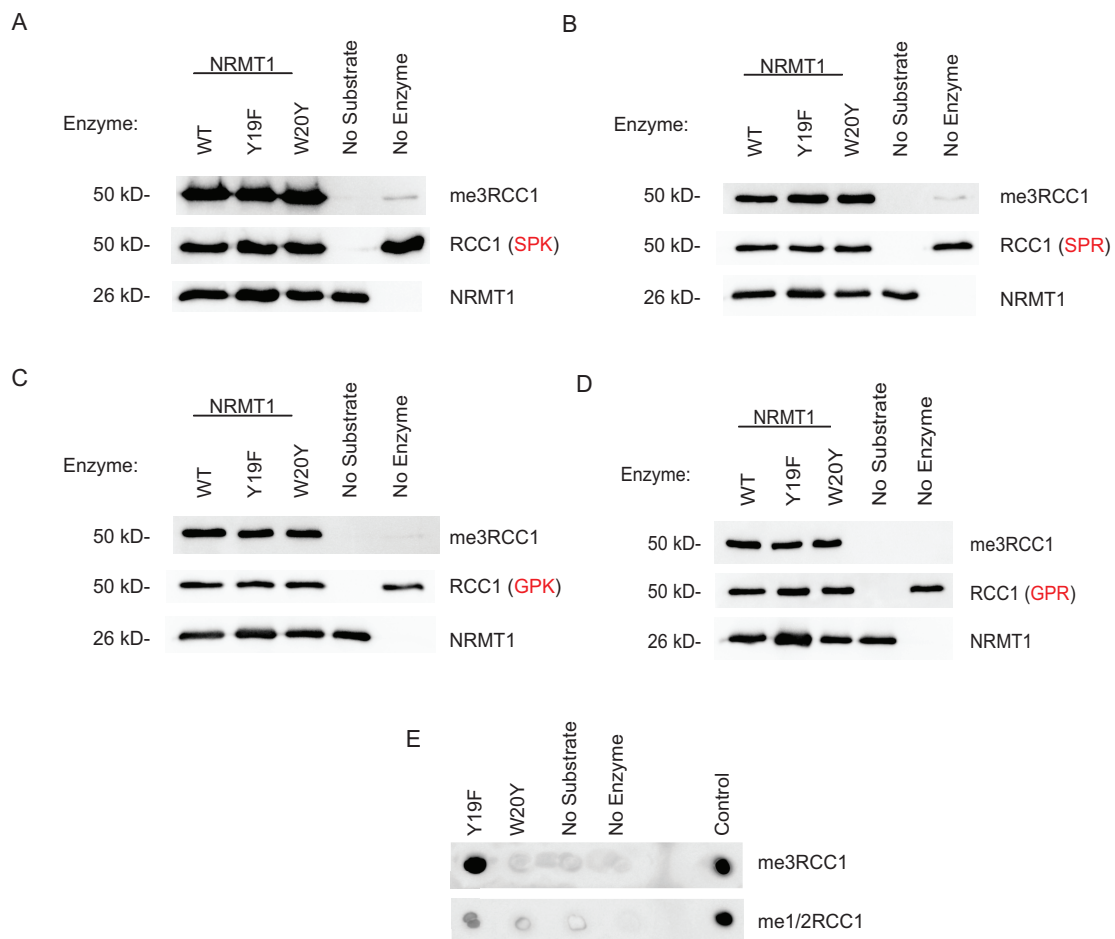 A
NRMT1
Enzyme:
WT
Y19F
W20Y
No Substrate
No Enzyme
50 kD-
me3RCC1
50 kD-
RCC1 (SPK)
26 kD-
NRMT1
B
NRMT1
Enzyme:
WT
Y19F
W20Y
No Substrate
No Enzyme
50 kD-
me3RCC1
50 kD-
RCC1 (SPR)
26 kD-
NRMT1
C
NRMT1
Enzyme:
WT
Y19F
W20Y
No Substrate
No Enzyme
50 kD-
me3RCC1
50 kD-
RCC1 (GPK)
26 kD-
NRMT1
D
NRMT1
Enzyme:
WT
Y19F
W20Y
No Substrate
No Enzyme
50 kD-
me3RCC1
50 kD-
RCC1 (GPR)
26 kD-
NRMT1
E
Y19F
W20Y
No Substrate
No Enzyme
Control
me3RCC1
me1/2RCC1